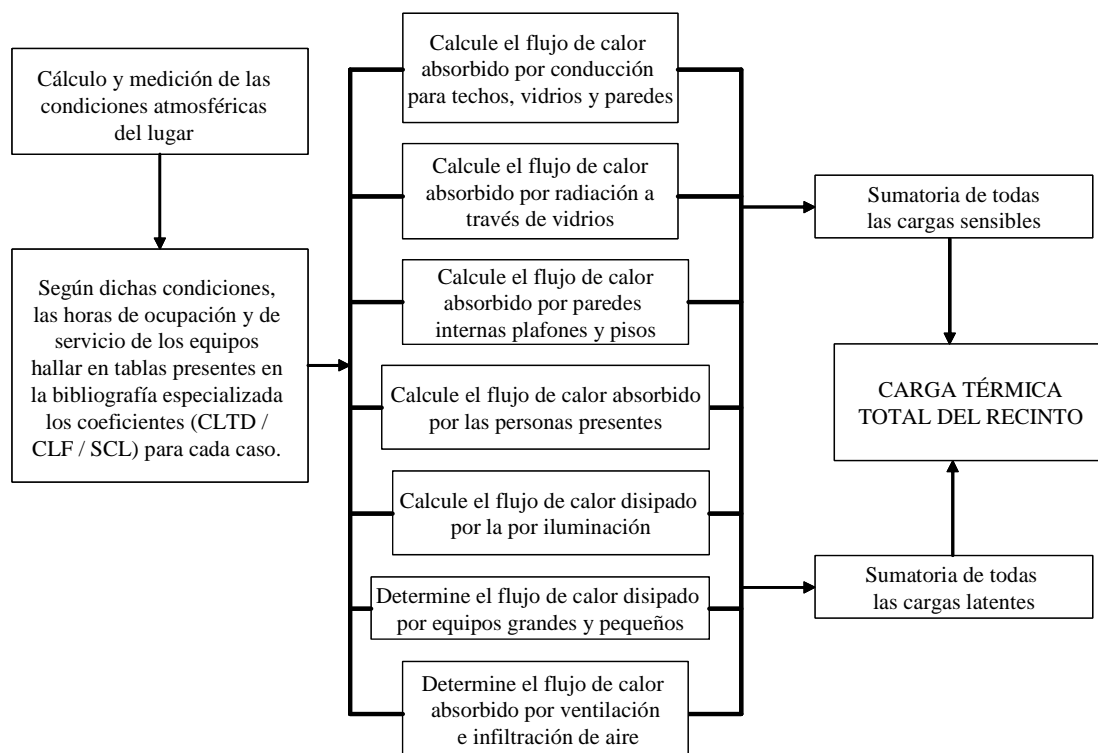 Cálculo y medición de las
condiciones atmosféricas
del lugar
Según dichas condiciones,
las horas de ocupación y de
servicio de los equipos
hallar en tablas presentes en
la bibliografía especializada
los coeficientes (CLTD /
CLF / SCL) para cada caso.
Calcule el flujo de calor
absorbido por conducción
para techos, vidrios y paredes
Calcule el flujo de calor
absorbido por radiación a
través de vidrios
Calcule el flujo de calor
absorbido por paredes
internas plafones y pisos
Calcule el flujo de calor absorbido
por las personas presentes
Calcule el flujo de calor disipado
por la por iluminación
Determine el flujo de calor disipado
por equipos grandes y pequeños
Determine el flujo de calor
absorbido por ventilación
e infiltración de aire
Sumatoria de todas
las cargas sensibles
CARGA TÉRMICA
TOTAL DEL RECINTO
Sumatoria de todas
las cargas latentes